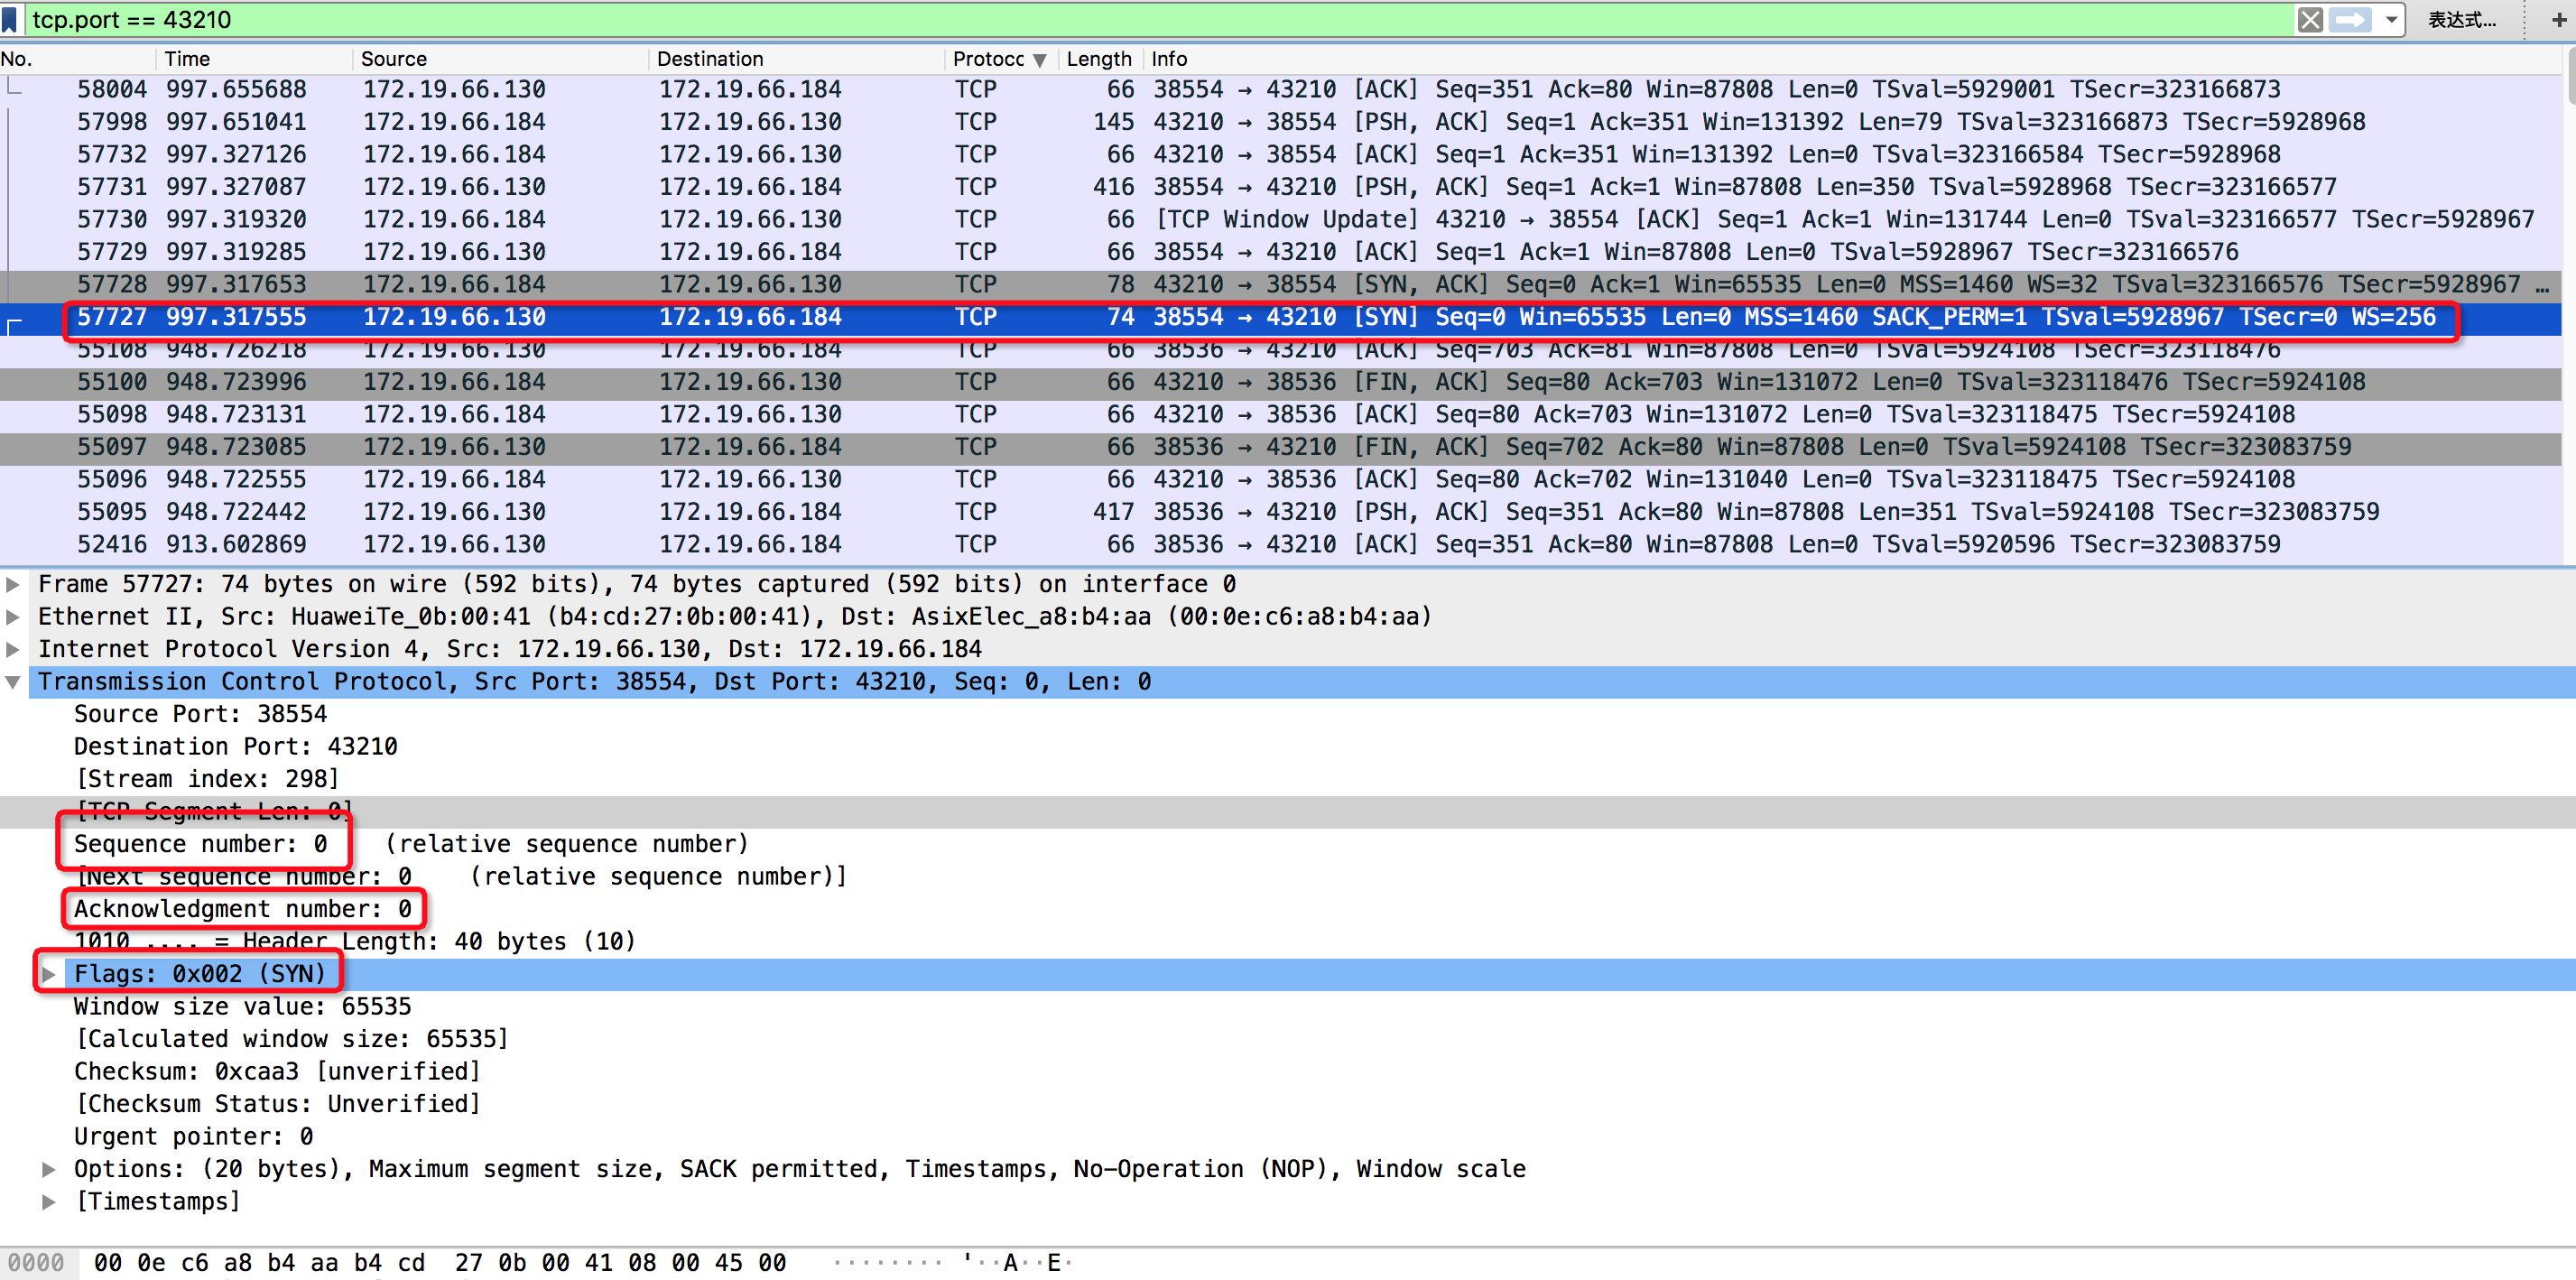 tcp.port == 43210 表达式... +
No. Time Source Destination Protocc Length Info
58004 997.655688 172.19.66.130 172.19.66.184 TCP 66 38554 → 43210 [ACK] Seq=351 Ack=80 Win=87808 Len=0 TSval=5929001 TSecr=323166873
57998 997.651041 172.19.66.184 172.19.66.130 TCP 145 43210 → 38554 [PSH, ACK] Seq=1 Ack=351 Win=131392 Len=79 TSval=323166873 TSecr=5928968
57732 997.327126 172.19.66.184 172.19.66.130 TCP 66 43210 → 38554 [ACK] Seq=1 Ack=351 Win=131392 Len=0 TSval=323166584 TSecr=5928968
57731 997.327087 172.19.66.130 172.19.66.184 TCP 416 38554 → 43210 [PSH, ACK] Seq=1 Ack=1 Win=87808 Len=350 TSval=5928968 TSecr=323166577
57730 997.319320 172.19.66.184 172.19.66.130 TCP 66 [TCP Window Update] 43210 → 38554 [ACK] Seq=1 Ack=1 Win=131744 Len=0 TSval=323166577 TSecr=5928967
57729 997.319285 172.19.66.130 172.19.66.184 TCP 66 38554 → 43210 [ACK] Seq=1 Ack=1 Win=87808 Len=0 TSval=5928967 TSecr=323166576
57728 997.317653 172.19.66.184 172.19.66.130 TCP 78 43210 → 38554 [SYN, ACK] Seq=0 Ack=1 Win=65535 Len=0 MSS=1460 WS=32 TSval=323166576 TSecr=5928967 …
57727 997.317555 172.19.66.130 172.19.66.184 TCP 74 38554 → 43210 [SYN] Seq=0 Win=65535 Len=0 MSS=1460 SACK_PERM=1 TSval=5928967 TSecr=0 WS=256
55108 948.726218 172.19.66.130 172.19.66.184 TCP 66 38536 → 43210 [ACK] Seq=703 Ack=81 Win=87808 Len=0 TSval=5924108 TSecr=323118476
55100 948.723996 172.19.66.184 172.19.66.130 TCP 66 43210 → 38536 [FIN, ACK] Seq=80 Ack=703 Win=131072 Len=0 TSval=323118476 TSecr=5924108
55098 948.723131 172.19.66.184 172.19.66.130 TCP 66 43210 → 38536 [ACK] Seq=80 Ack=703 Win=131072 Len=0 TSval=323118475 TSecr=5924108
55097 948.723085 172.19.66.130 172.19.66.184 TCP 66 38536 → 43210 [FIN, ACK] Seq=702 Ack=80 Win=87808 Len=0 TSval=5924108 TSecr=323083759
55096 948.722555 172.19.66.184 172.19.66.130 TCP 66 43210 → 38536 [ACK] Seq=80 Ack=702 Win=131040 Len=0 TSval=323118475 TSecr=5924108
55095 948.722442 172.19.66.130 172.19.66.184 TCP 417 38536 → 43210 [PSH, ACK] Seq=351 Ack=80 Win=87808 Len=351 TSval=5924108 TSecr=323083759
52416 913.602869 172.19.66.130 172.19.66.184 TCP 66 38536 → 43210 [ACK] Seq=351 Ack=80 Win=87808 Len=0 TSval=5920596 TSecr=323083759
Frame 57727: 74 bytes on wire (592 bits), 74 bytes captured (592 bits) on interface 0
Ethernet II, Src: HuaweiTe_0b:00:41 (b4:cd:27:0b:00:41), Dst: AsixElec_a8:b4:aa (00:0e:c6:a8:b4:aa)
Internet Protocol Version 4, Src: 172.19.66.130, Dst: 172.19.66.184
Transmission Control Protocol, Src Port: 38554, Dst Port: 43210, Seq: 0, Len: 0
Source Port: 38554
Destination Port: 43210
[Stream index: 298]
[TCP Segment Len: 0]
Sequence number: 0 (relative sequence number)
[Next sequence number: 0 (relative sequence number)]
Acknowledgment number: 0
1010 .... = Header Length: 40 bytes (10)
Flags: 0x002 (SYN)
Window size value: 65535
[Calculated window size: 65535]
Checksum: 0xcaa3 [unverified]
[Checksum Status: Unverified]
Urgent pointer: 0
Options: (20 bytes), Maximum segment size, SACK permitted, Timestamps, No-Operation (NOP), Window scale
[Timestamps]
0000 00 0e c6 a8 b4 aa b4 cd 27 0b 00 41 08 00 45 00 ········ '··A··E·